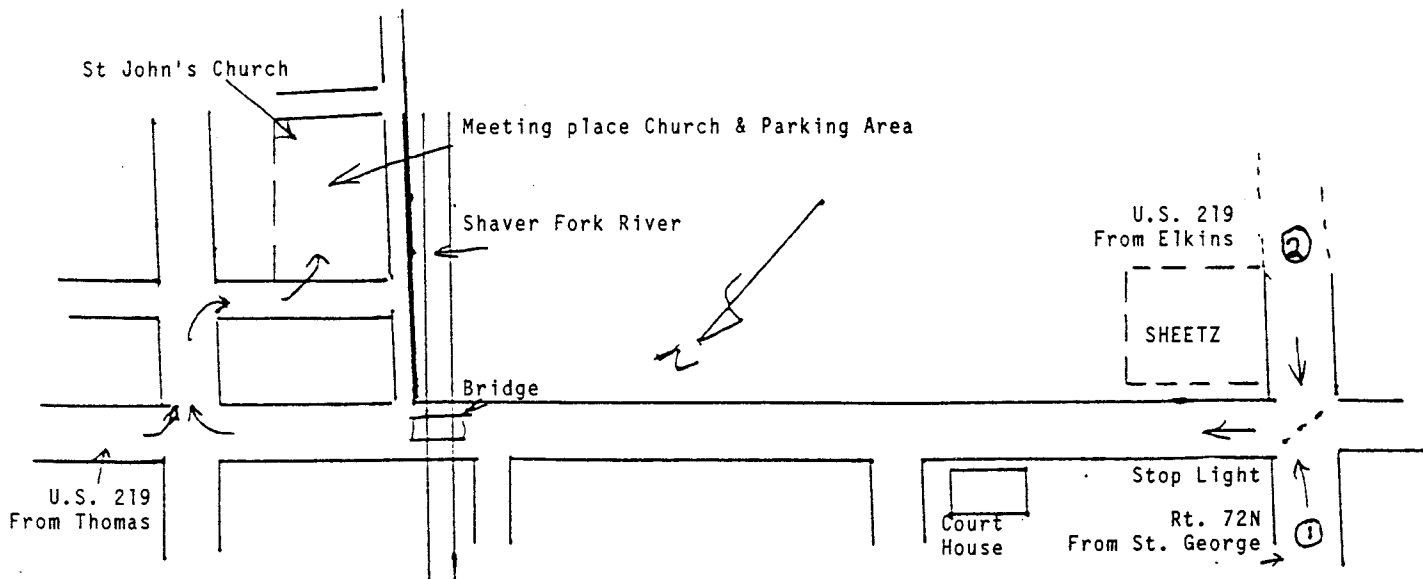 St John's Church
Meeting place Church & Parking Area
Shaver Fork River
U.S. 219
From Elkins
2
SHEETZ
N
Bridge
U.S. 219
From Thomas
Court
House
Stop Light
Rt. 72N
From St. George
1